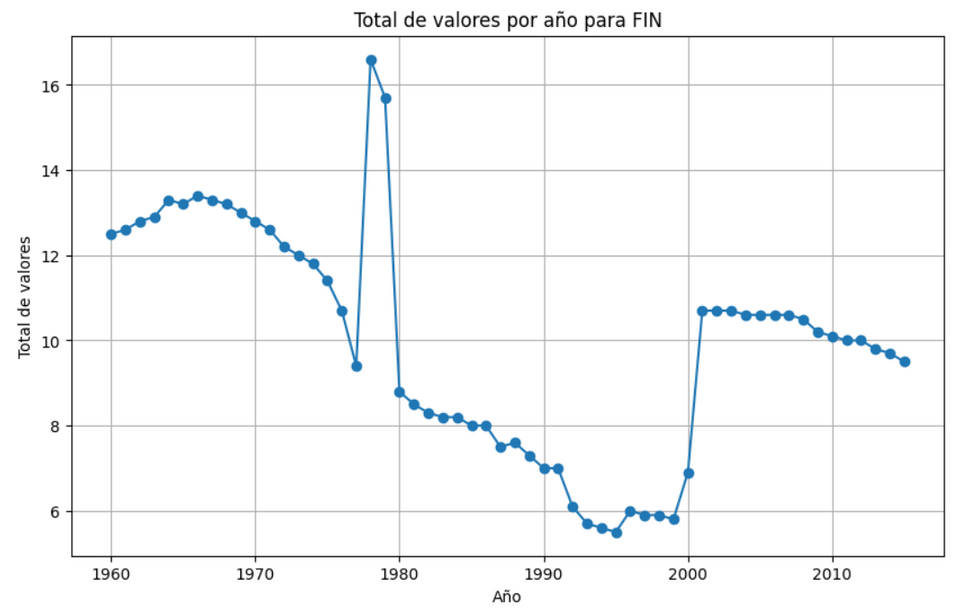 Total de valores por año para FIN
16
14
12
10
8
6
Total de valores
1960 1970 1980 1990 2000 2010
Año